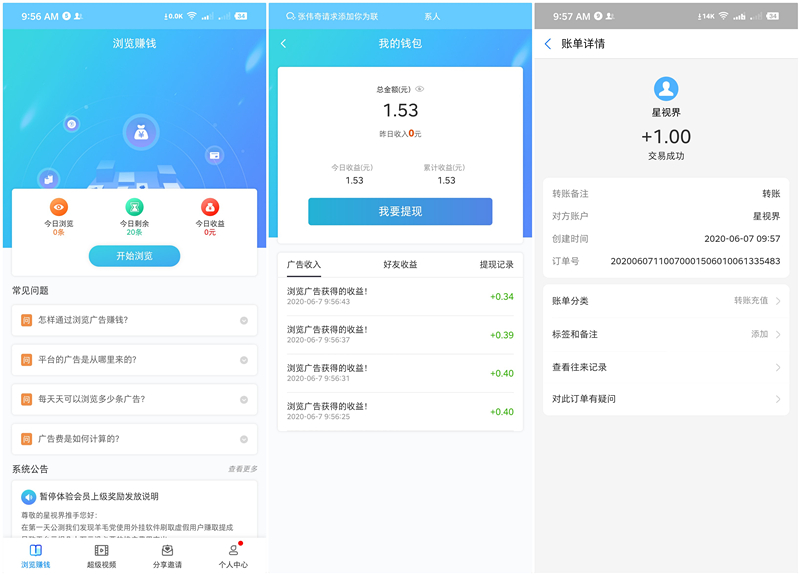 9:56 AM
0.0K
34
浏览赚钱
今日浏览
0条
今日剩余
20条
今日收益
0元
开始浏览
常见问题
问 怎样通过浏览广告赚钱?
问 平台的广告是从哪里来的?
问 每天天可以浏览多少条广告?
问 广告费是如何计算的?
系统公告
查看更多
暂停体验会员上级奖励发放说明
尊敬的星视界推手您好:
在第一天公测我们发现羊毛党使用外挂软件刷取虚假用户赚取提成
浏览赚钱
超级视频
分享邀请
个人中心
张伟奇请求添加你为联 系人
我的钱包
总金额(元)
1.53
昨日收入0元
今日收益(元)
1.53
累计收益(元)
1.53
我要提现
广告收入
好友收益
提现记录
浏览广告获得的收益!
2020-06-7 9:56:43
+0.34
浏览广告获得的收益!
2020-06-7 9:56:37
+0.39
浏览广告获得的收益!
2020-06-7 9:56:31
+0.40
浏览广告获得的收益!
2020-06-7 9:56:25
+0.40
9:57 AM
14K
34
账单详情
星视界
+1.00
交易成功
转账备注
转账
对方账户
星视界
创建时间
2020-06-07 09:57
订单号
20200607110070001506010061335483
账单分类
转账充值
标签和备注
添加
查看往来记录
对此订单有疑问